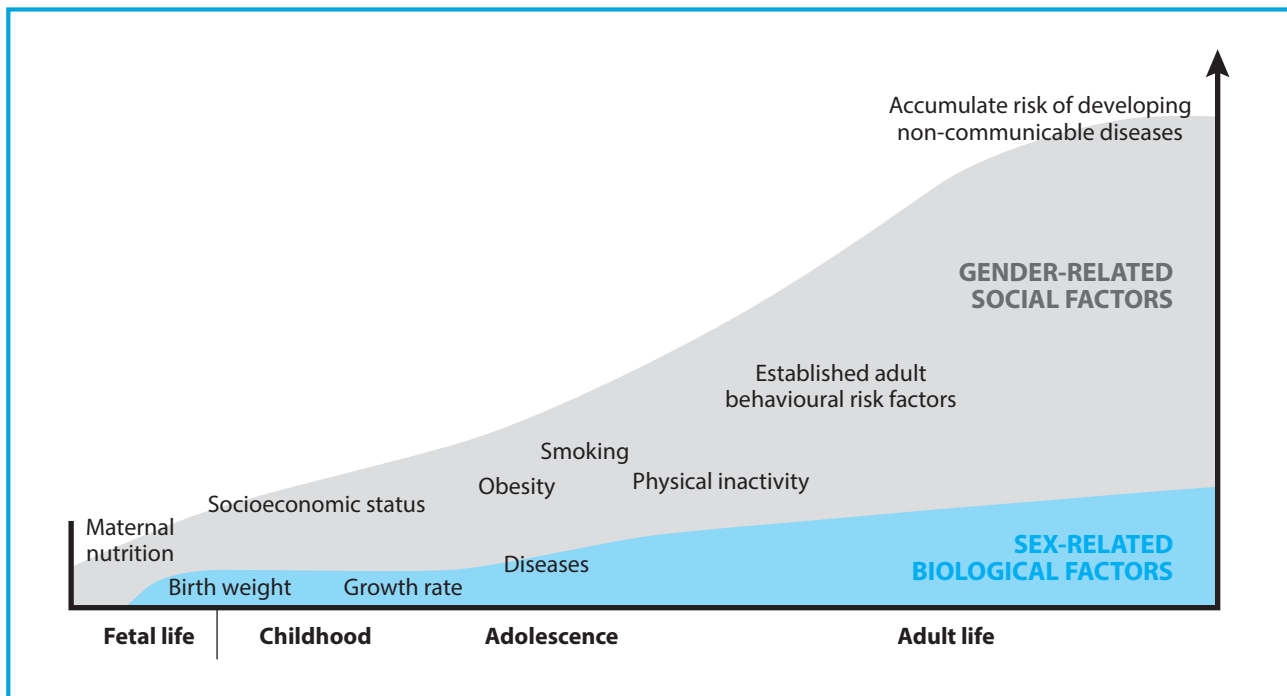 Accumulate risk of developing
non-communicable diseases
GENDER-RELATED
SOCIAL FACTORS
Established adult
behavioural risk factors
Smoking
Obesity
Physical inactivity
Socioeconomic status
Maternal
nutrition
Diseases
SEX-RELATED
BIOLOGICAL FACTORS
Birth weight
Growth rate
Fetal life
Childhood
Adolescence
Adult life